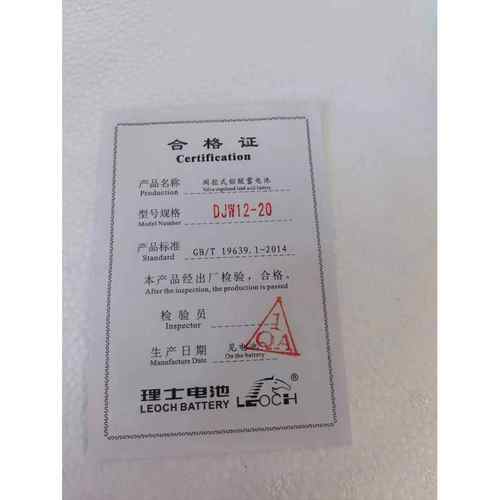 合格证
Certification
产品名称 阀控式铅酸蓄电池
Production Valve regulated lead acid battery
型号规格 DJW12-20
Model Number
产品标准 GB/T 19639.1-2014
Standard
本产品经出厂检验，合格。
After the inspection, the production is passed
检验员
Inspector
1
QA
生产日期 见电
Manufacture Date On the battery
理士电池
LEOCH BATTERY LEOCH ®